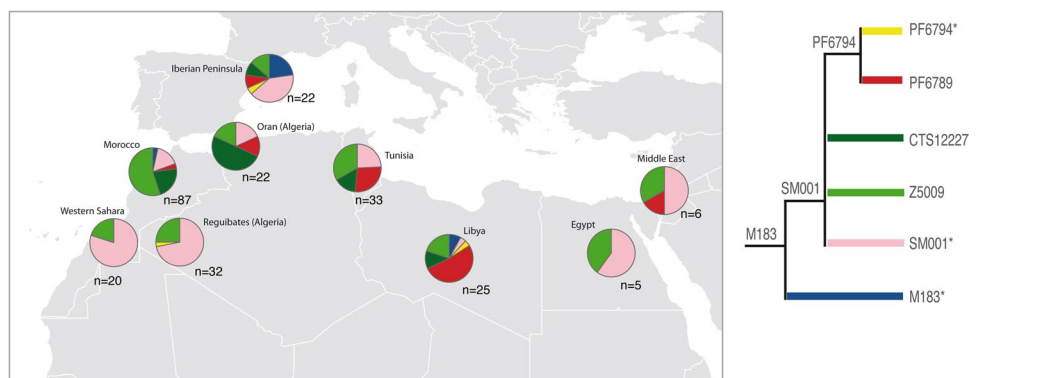 Iberian Peninsula
n=22
Oran (Algeria)
n=22
Morocco
n=87
Tunisia
n=33
Middle East
n=6
Western Sahara
n=20
Reguibates (Algeria)
n=32
Libya
n=25
Egypt
n=5
PF6794*
PF6794
PF6789
CTS12227
Z5009
SM001
SM001*
M183
M183*